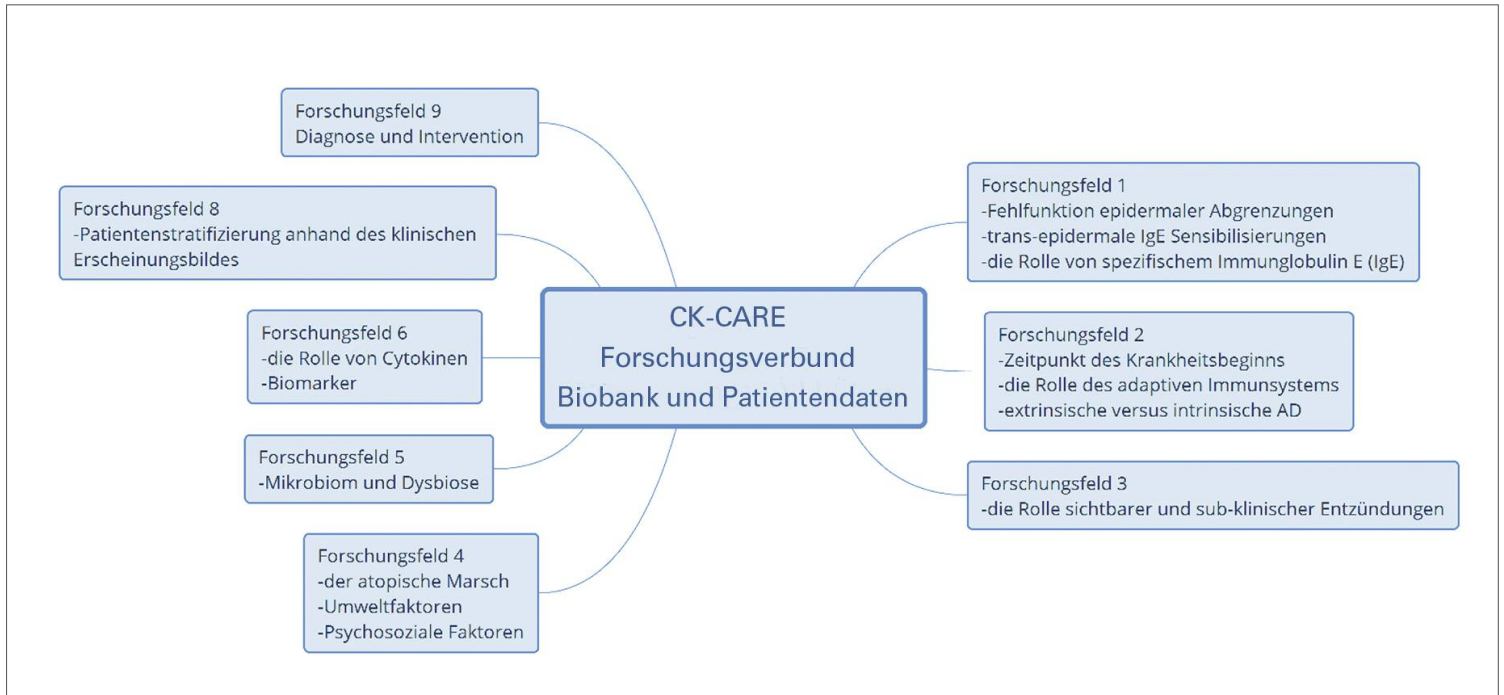 Forschungsfeld 9
Diagnose und Intervention
Forschungsfeld 8
-Patientenstratifizierung anhand des klinischen
Erscheinungsbildes
Forschungsfeld 6
-die Rolle von Cytokinen
-Biomarker
Forschungsfeld 5
-Mikrobiom und Dysbiose
Forschungsfeld 4
-der atopische Marsch
-Umweltfaktoren
-Psychosoziale Faktoren
CK-CARE
Forschungsverbund
Biobank und Patientendaten
Forschungsfeld 1
-Fehlfunktion epidermaler Abgrenzungen
-trans-epidermale IgE Sensibilisierungen
-die Rolle von spezifischem Immunglobulin E (IgE)
Forschungsfeld 2
-Zeitpunkt des Krankheitsbeginns
-die Rolle des adaptiven Immunsystems
-extrinsische versus intrinsische AD
Forschungsfeld 3
-die Rolle sichtbarer und sub-klinischer Entzündungen